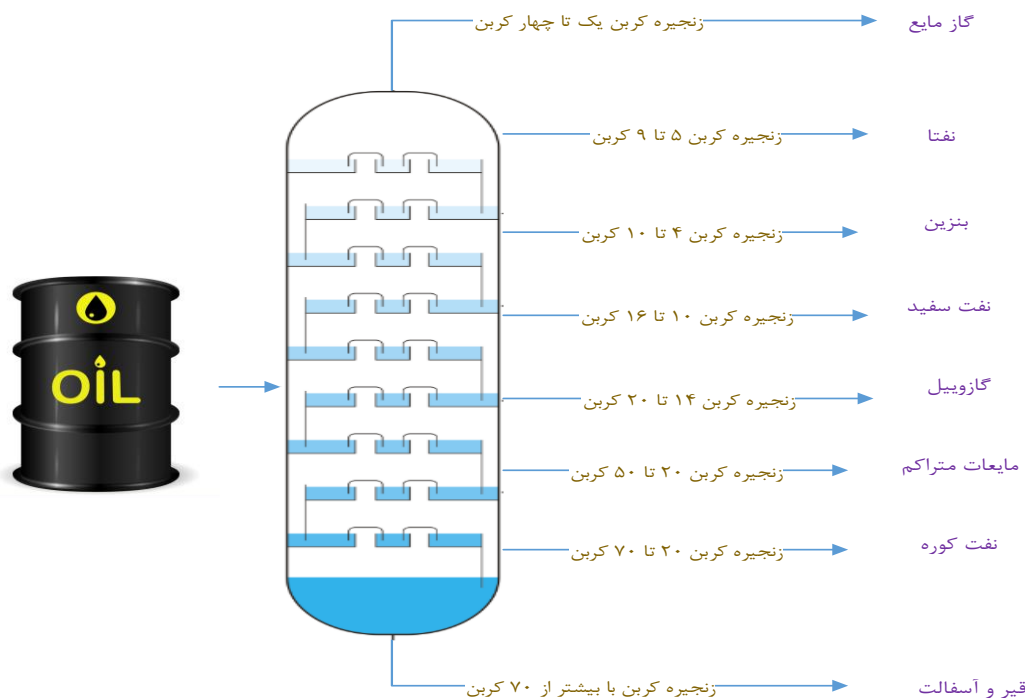 زنجیره کربن یک تا چهار کربن
گاز مایع
زنجیره کربن ۵ تا ۹ کربن
نفتا
زنجیره کربن ۴ تا ۱۰ کربن
بنزین
زنجیره کربن ۱۰ تا ۱۶ کربن
نفت سفید
زنجیره کربن ۱۴ تا ۲۰ کربن
گازوییل
زنجیره کربن ۲۰ تا ۵۰ کربن
مایعات متراکم
زنجیره کربن ۲۰ تا ۷۰ کربن
نفت کوره
زنجیره کربن با بیشتر از ۷۰ کربن
قیر و آسفالت
OIL